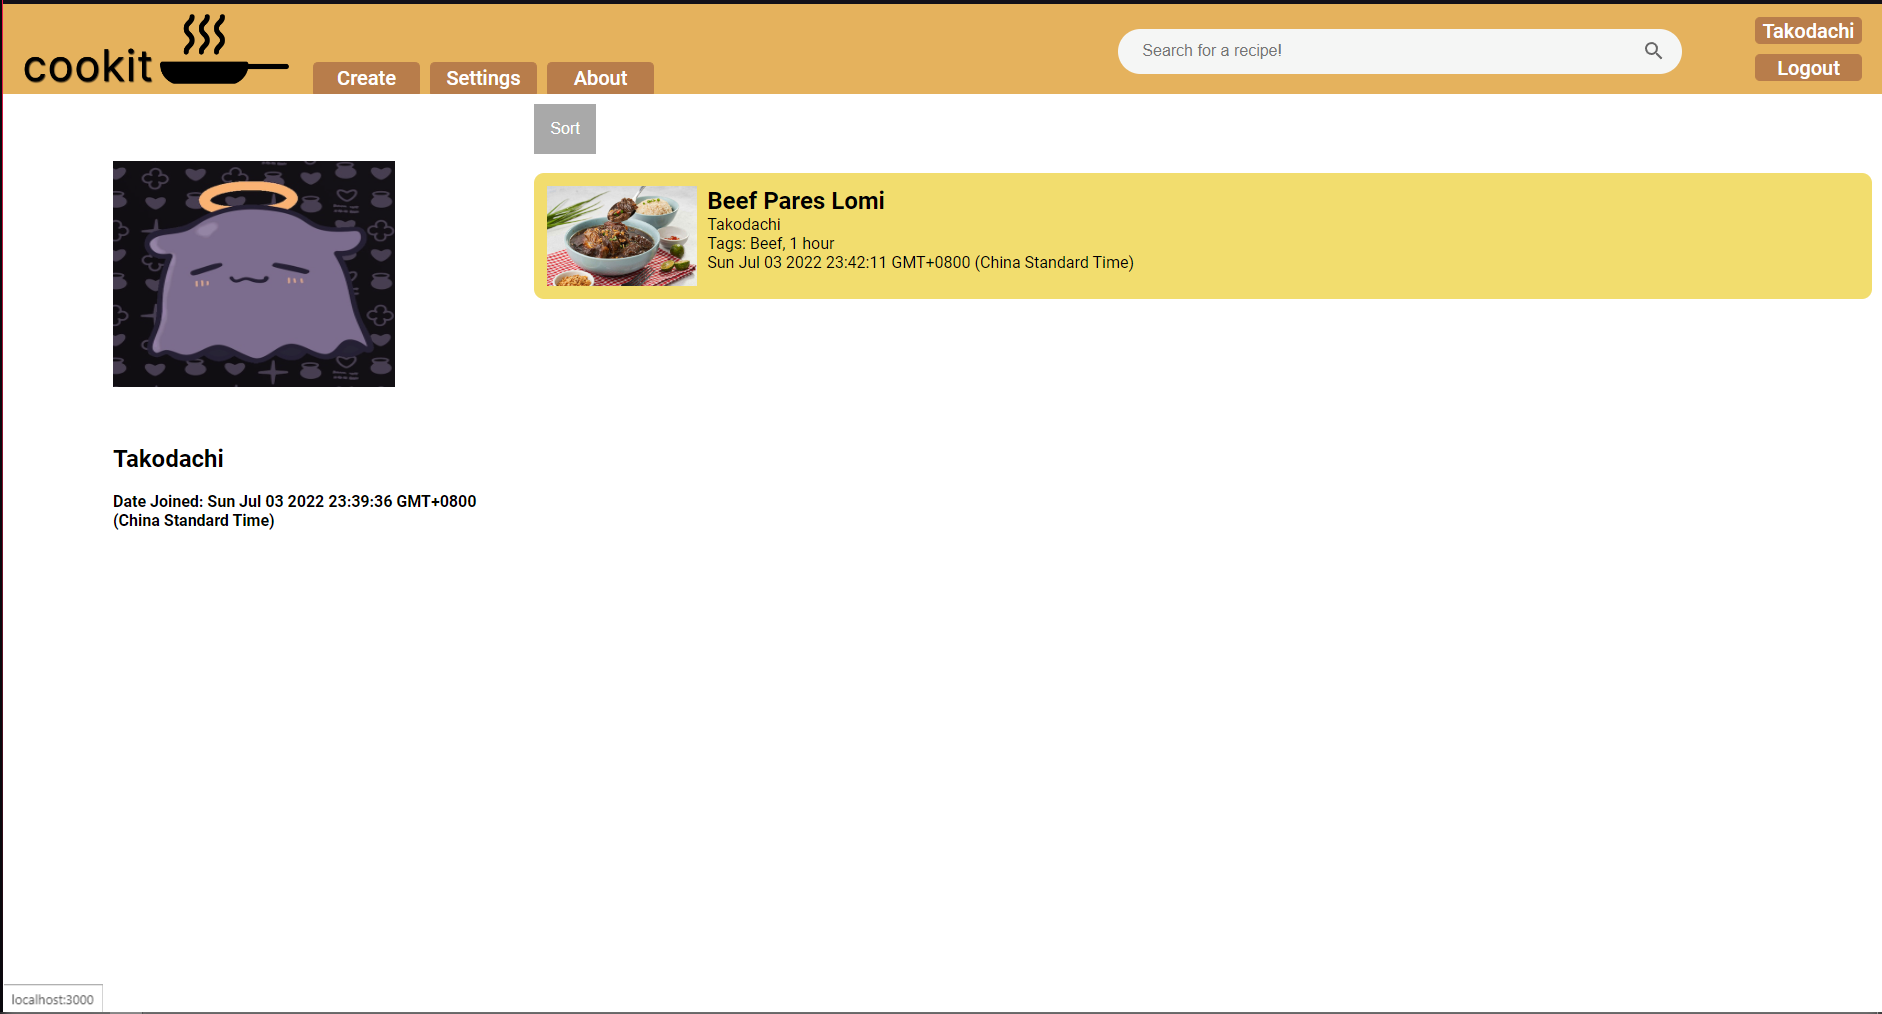 cookit
Create
Settings
About
Search for a recipe!
Takodachi
Logout
Sort
Beef Pares Lomi
Takodachi
Tags: Beef, 1 hour
Sun Jul 03 2022 23:42:11 GMT+0800 (China Standard Time)
Takodachi
Date Joined: Sun Jul 03 2022 23:39:36 GMT+0800
(China Standard Time)
localhost:3000